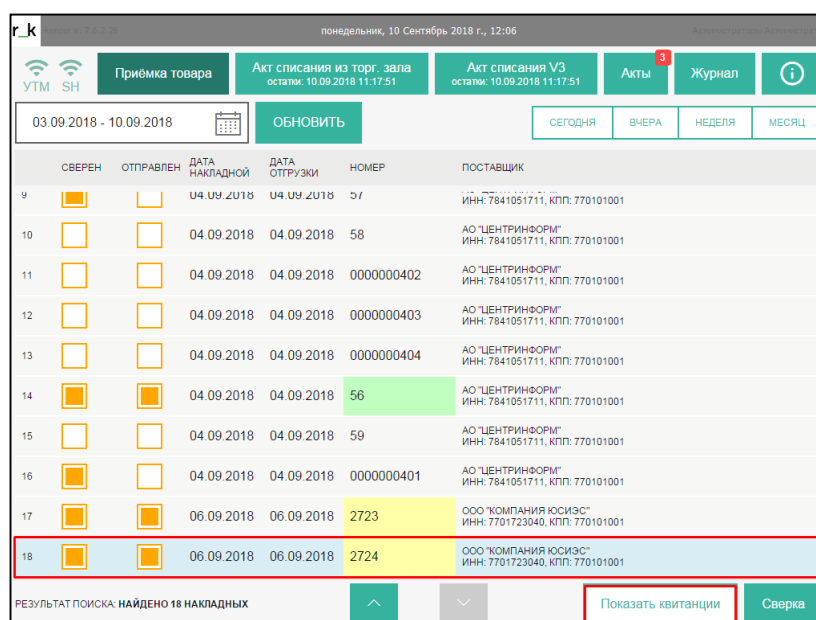 r_k
понедельник, 10 Сентябрь 2018 г., 12:06
УТМ SH
Приёмка товара
Акт списания из торг. зала
остатки: 10.09.2018 11:17:51
Акт списания V3
остатки: 10.09.2018 11:17:51
Акты 3
Журнал
03.09.2018 - 10.09.2018
ОБНОВИТЬ
СЕГОДНЯ ВЧЕРА НЕДЕЛЯ МЕСЯЦ
СВЕРЕН ОТПРАВЛЕН ДАТА НАКЛАДНОЙ ДАТА ОТГРУЗКИ НОМЕР ПОСТАВЩИК
9 04.09.2018 04.09.2018 57
ИНН: 7841051711, КПП: 770101001
10 04.09.2018 04.09.2018 58 АО "ЦЕНТРИНФОРМ"
ИНН: 7841051711, КПП: 770101001
11 04.09.2018 04.09.2018 0000000402 АО "ЦЕНТРИНФОРМ"
ИНН: 7841051711, КПП: 770101001
12 04.09.2018 04.09.2018 0000000403 АО "ЦЕНТРИНФОРМ"
ИНН: 7841051711, КПП: 770101001
13 04.09.2018 04.09.2018 0000000404 АО "ЦЕНТРИНФОРМ"
ИНН: 7841051711, КПП: 770101001
14 04.09.2018 04.09.2018 56 АО "ЦЕНТРИНФОРМ"
ИНН: 7841051711, КПП: 770101001
15 04.09.2018 04.09.2018 59 АО "ЦЕНТРИНФОРМ"
ИНН: 7841051711, КПП: 770101001
16 04.09.2018 04.09.2018 0000000401 АО "ЦЕНТРИНФОРМ"
ИНН: 7841051711, КПП: 770101001
17 06.09.2018 06.09.2018 2723 ООО "КОМПАНИЯ ЮСИЭС"
ИНН: 7701723040, КПП: 770101001
18 06.09.2018 06.09.2018 2724 ООО "КОМПАНИЯ ЮСИЭС"
ИНН: 7701723040, КПП: 770101001
РЕЗУЛЬТАТ ПОИСКА: НАЙДЕНО 18 НАКЛАДНЫХ
Показать квитанции
Сверка